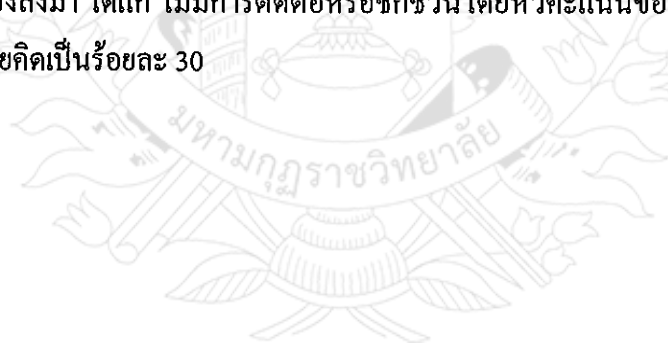 ได้แก่ ไม่มีการติดต่อหรือชักชวนโดยหัวคะแนนขอ
คิดเป็นร้อยละ 30
มหามกุฏราชวิทยาลัย